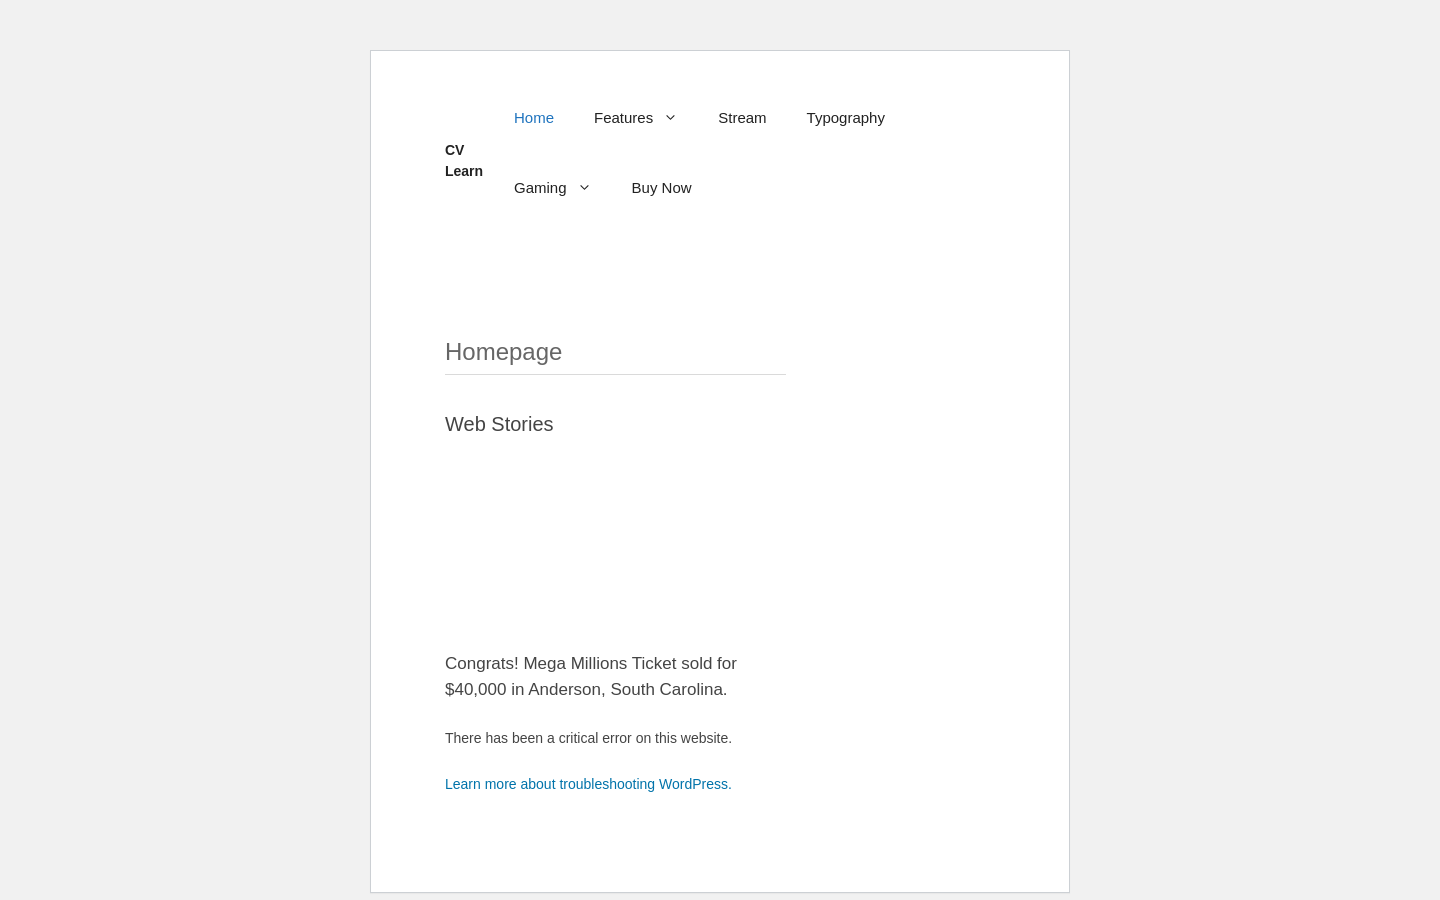 Home Features Stream Typography
CV
Learn
Gaming Buy Now
Homepage
Web Stories
Congrats! Mega Millions Ticket sold for
$40,000 in Anderson, South Carolina.
There has been a critical error on this website.
Learn more about troubleshooting WordPress.